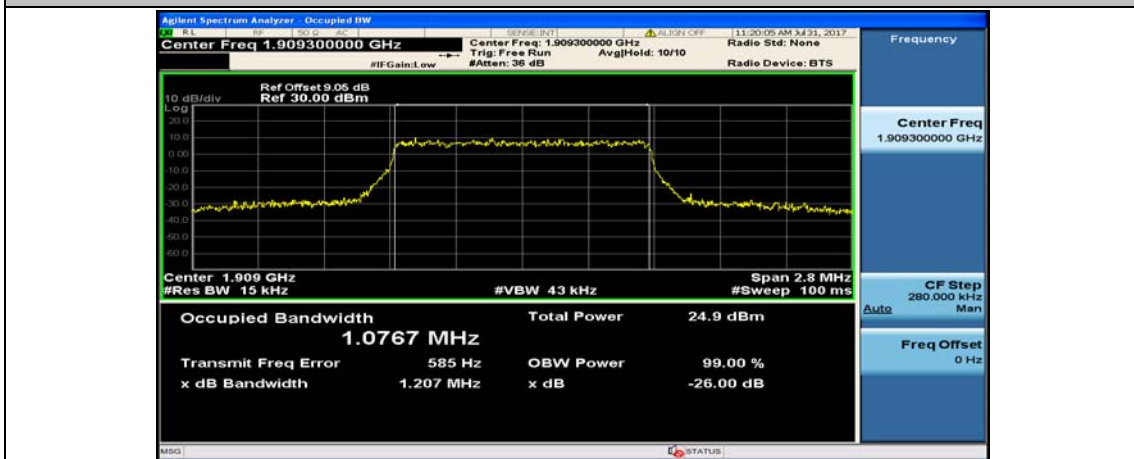 Agilent Spectrum Analyzer - Occupied BW
RL RF 50 Ω AC SENSE:INT ALIGN OFF 11:20:05 AM Jul 31, 2017
Center Freq 1.909300000 GHz
Center Freq: 1.909300000 GHz
Radio Std: None
Trig: Free Run
Avg|Hold: 10/10
#IFGain:Low
#Atten: 36 dB
Radio Device: BTS
Ref Offset 9.05 dB
10 dB/div Ref 30.00 dBm
Log
20.0
10.0
0.00
-10.0
-20.0
-30.0
-40.0
-50.0
-60.0
Center 1.909 GHz
Span 2.8 MHz
#Res BW 15 kHz
#VBW 43 kHz
#Sweep 100 ms
Occupied Bandwidth
1.0767 MHz
Total Power 24.9 dBm
Transmit Freq Error 585 Hz
OBW Power 99.00 %
x dB Bandwidth 1.207 MHz
x dB -26.00 dB
Frequency
Center Freq
1.909300000 GHz
CF Step
280.000 kHz
Auto Man
Freq Offset
0 Hz
MSG
STATUS